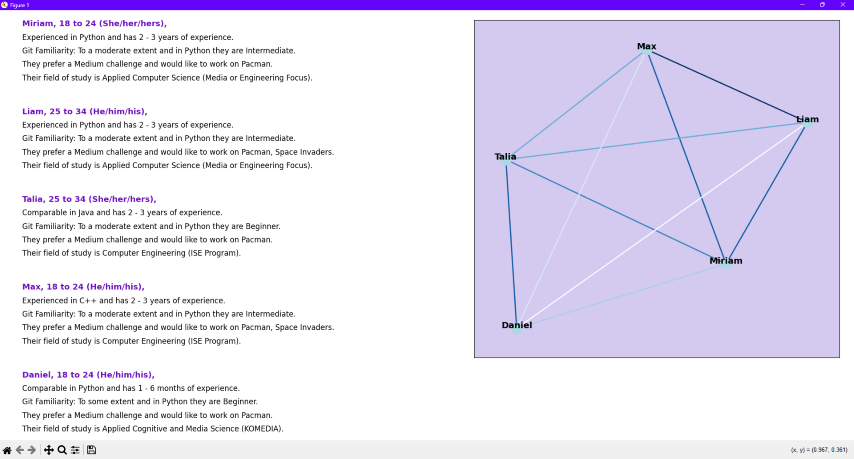 Figure 1
Miriam, 18 to 24 (She/her/hers),
Experienced in Python and has 2 - 3 years of experience.
Git Familiarity: To a moderate extent and in Python they are Intermediate.
They prefer a Medium challenge and would like to work on Pacman.
Their field of study is Applied Computer Science (Media or Engineering Focus).
Liam, 25 to 34 (He/him/his),
Experienced in Python and has 2 - 3 years of experience.
Git Familiarity: To a moderate extent and in Python they are Intermediate.
They prefer a Medium challenge and would like to work on Pacman, Space Invaders.
Their field of study is Applied Computer Science (Media or Engineering Focus).
Talia, 25 to 34 (She/her/hers),
Comparable in Java and has 2 - 3 years of experience.
Git Familiarity: To a moderate extent and in Python they are Beginner.
They prefer a Medium challenge and would like to work on Pacman.
Their field of study is Computer Engineering (ISE Program).
Max, 18 to 24 (He/him/his),
Experienced in C++ and has 2 - 3 years of experience.
Git Familiarity: To a moderate extent and in Python they are Intermediate.
They prefer a Medium challenge and would like to work on Pacman, Space Invaders.
Their field of study is Computer Engineering (ISE Program).
Daniel, 18 to 24 (He/him/his),
Comparable in Python and has 1 - 6 months of experience.
Git Familiarity: To some extent and in Python they are Beginner.
They prefer a Medium challenge and would like to work on Pacman.
Their field of study is Applied Cognitive and Media Science (KOMEDIA).
Max
Liam
Talia
Miriam
Daniel
(x, y) = (0.967, 0.361)